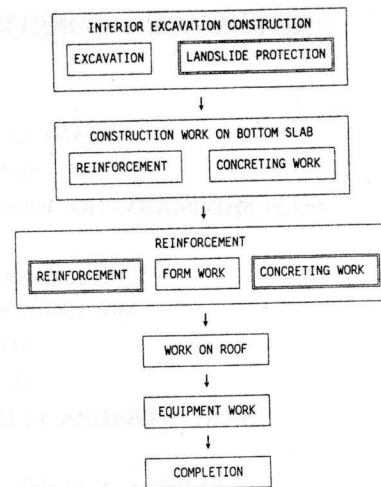 INTERIOR EXCAVATION CONSTRUCTION
EXCAVATION LANDSLIDE PROTECTION
↓
CONSTRUCTION WORK ON BOTTOM SLAB
REINFORCEMENT CONCRETING WORK
↓
REINFORCEMENT
REINFORCEMENT FORM WORK CONCRETING WORK
↓
WORK ON ROOF
↓
EQUIPMENT WORK
↓
COMPLETION